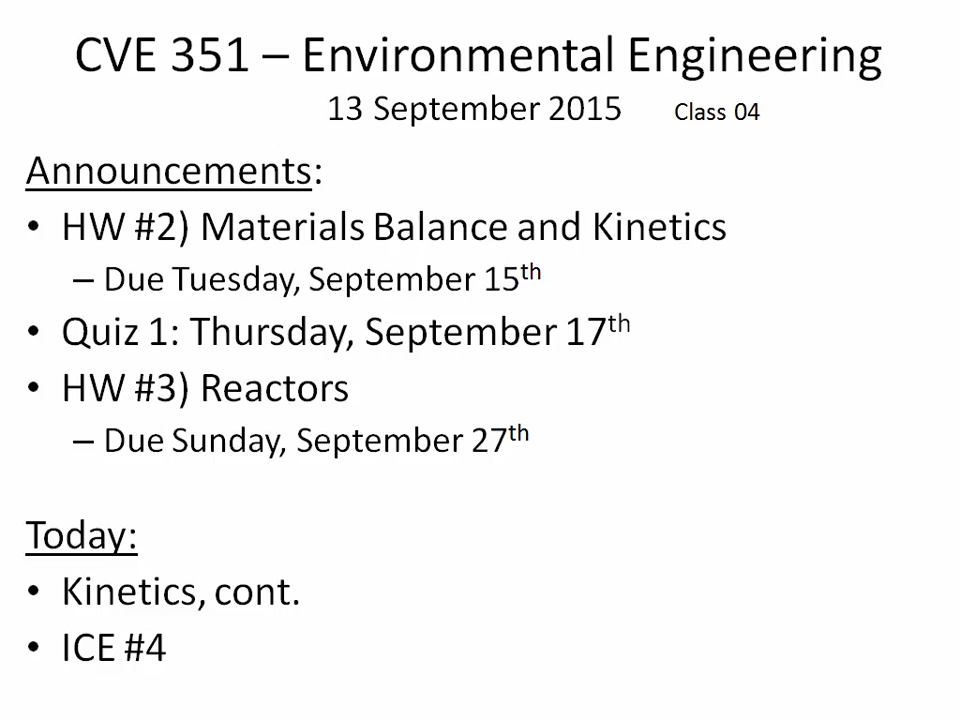 CVE 351 – Environmental Engineering
13 September 2015 Class 04
Announcements:
• HW #2) Materials Balance and Kinetics
– Due Tuesday, September 15th
• Quiz 1: Thursday, September 17th
• HW #3) Reactors
– Due Sunday, September 27th
Today:
• Kinetics, cont.
• ICE #4